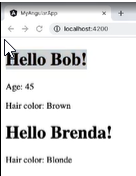 MyAngularApp
localhost:4200
Hello Bob!
Age: 45
Hair color: Brown
Hello Brenda!
Hair color: Blonde